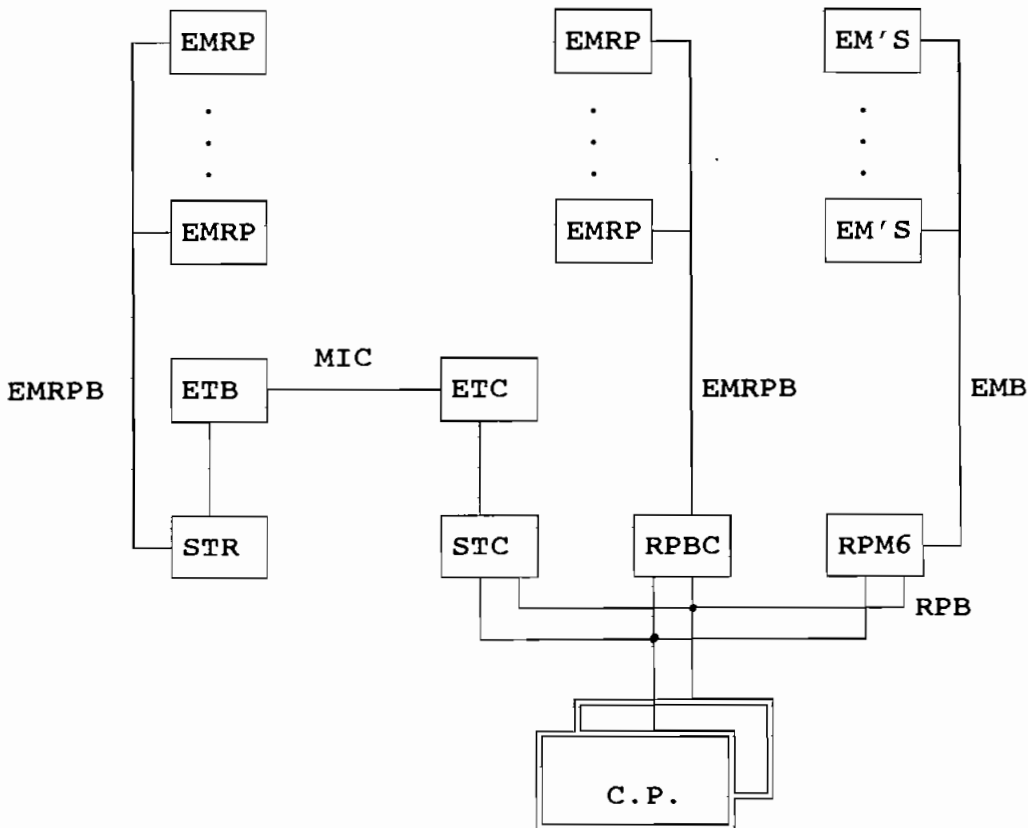 EMRP EMRP EM'S
EMRP EMRP EM'S
MIC
EMRPB ETB ETC EMRPB EMB
STR STC RPBC RPM6
RPB
C.P.